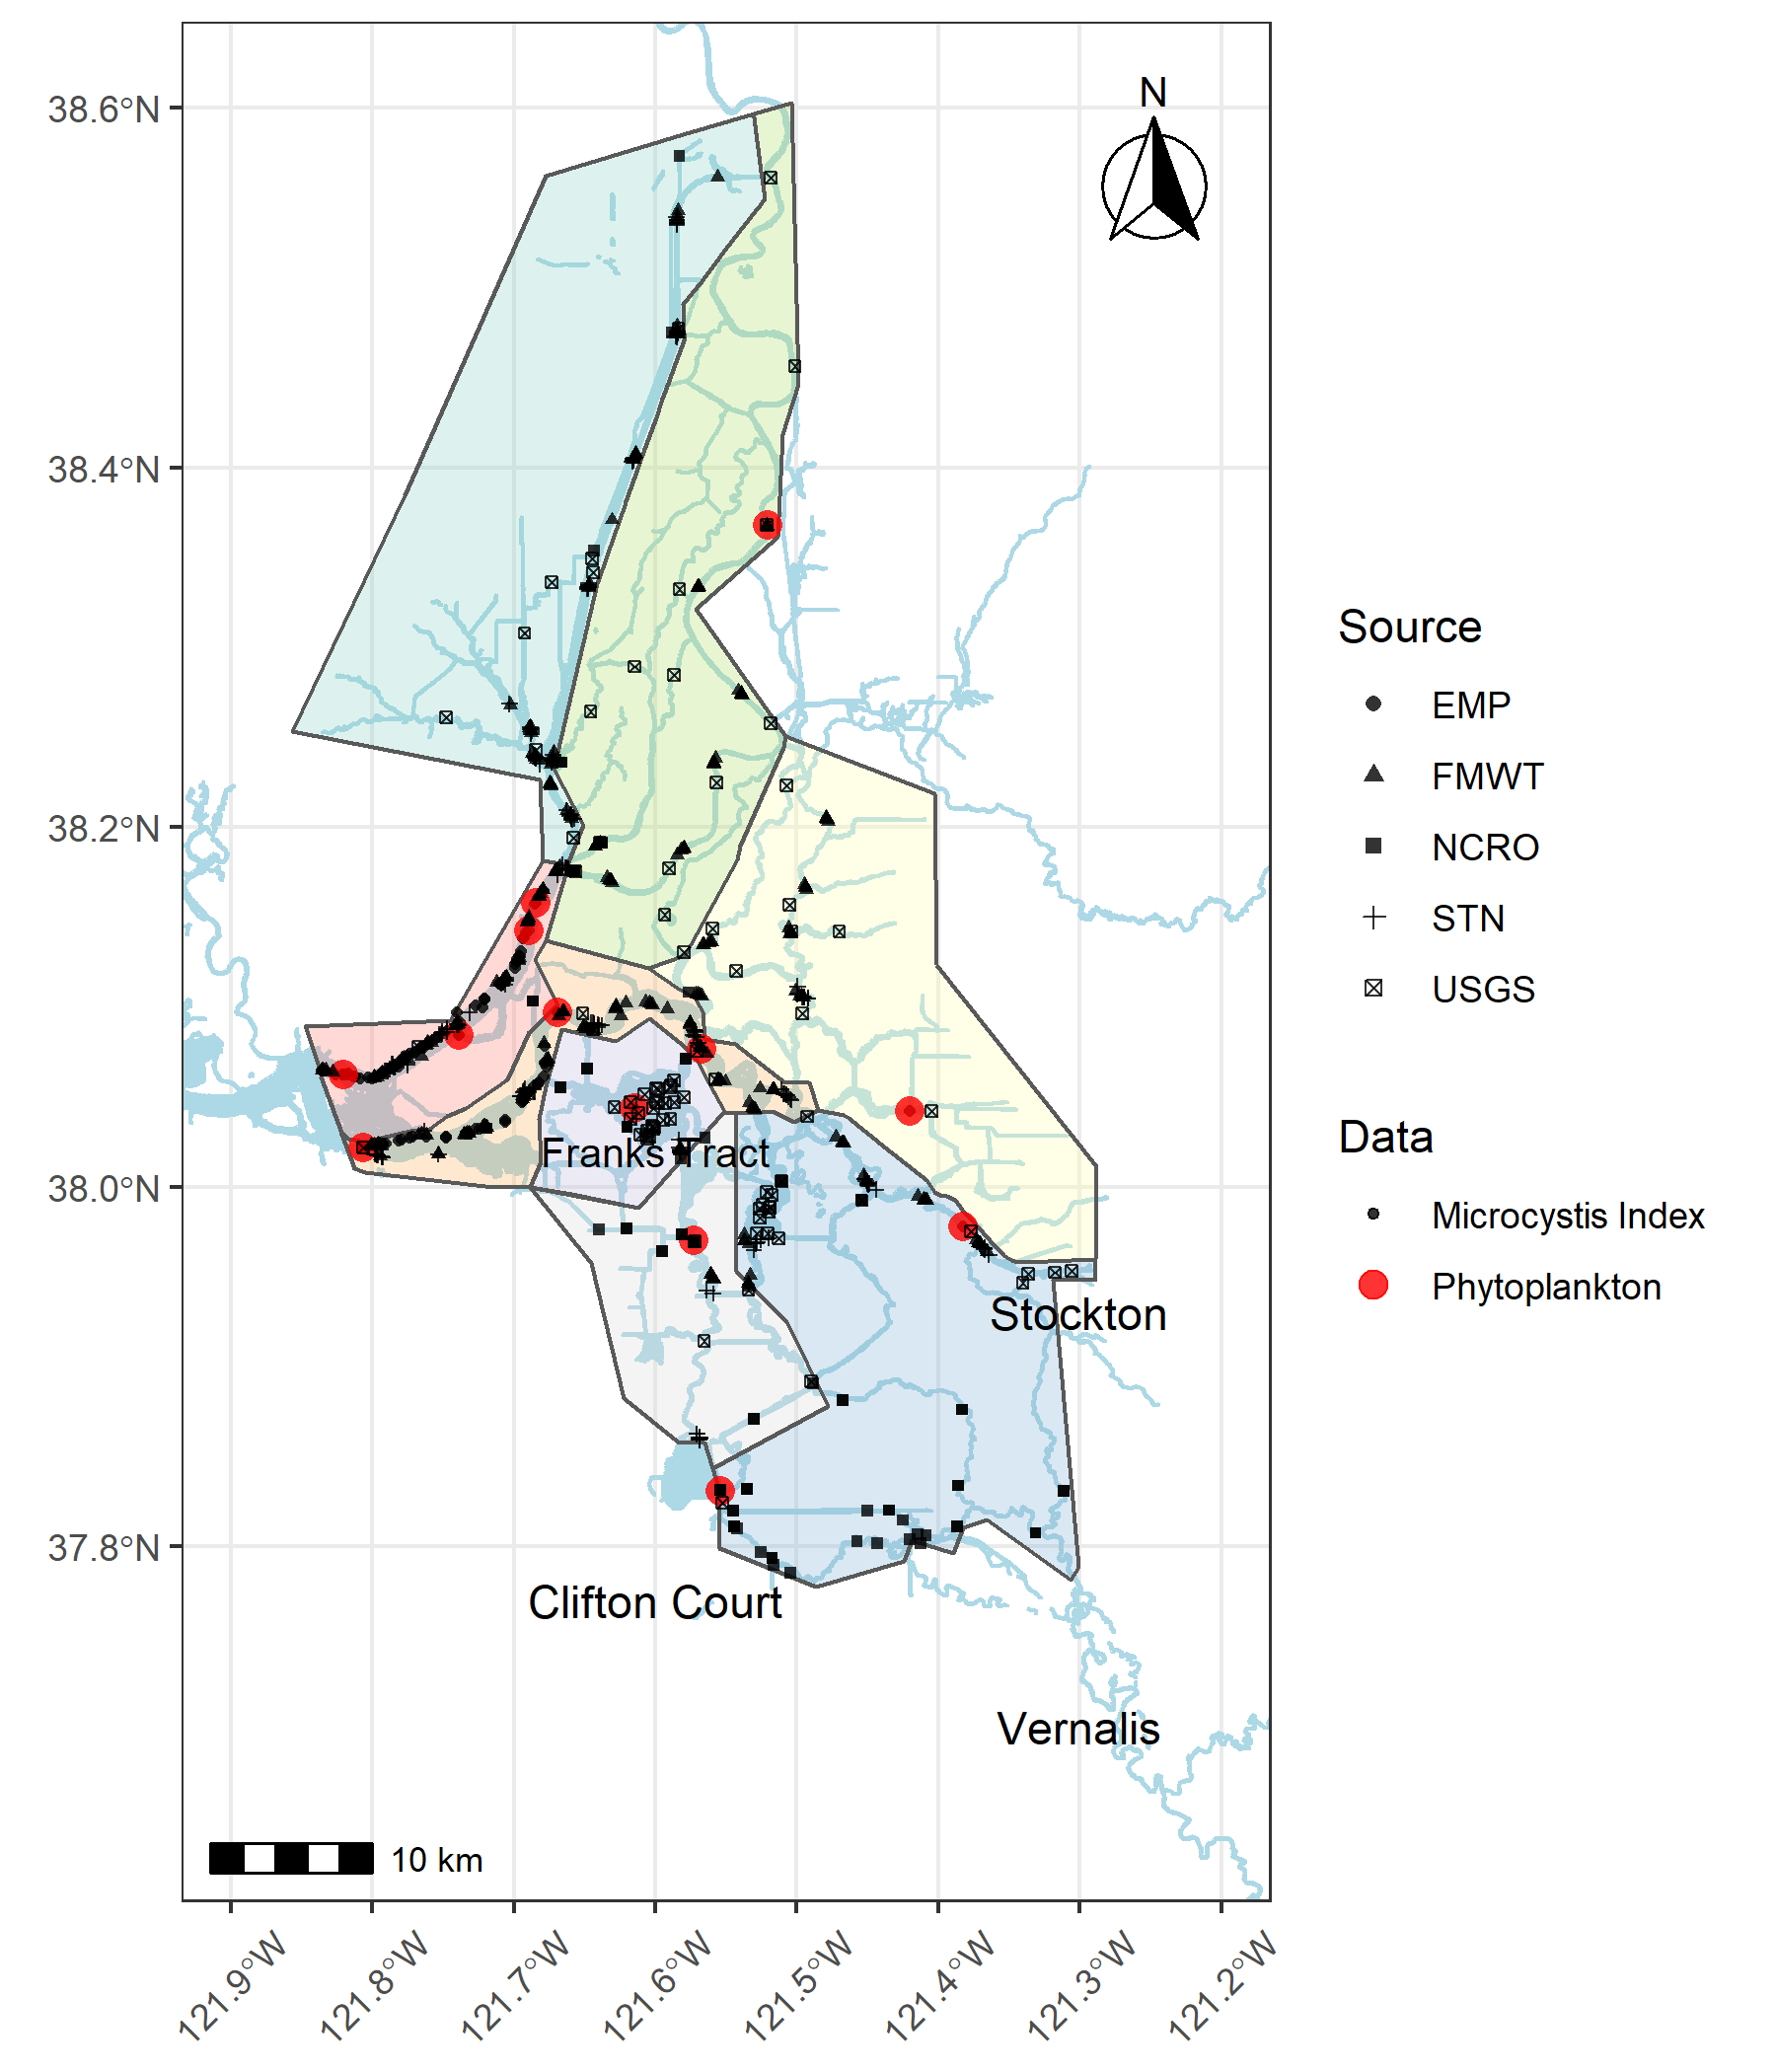 N
38.6°N
38.4°N
38.2°N
38.0°N
37.8°N
Franks Tract
Stockton
Clifton Court
Vernalis
10 km
121.9°W
121.8°W
121.7°W
121.6°W
121.5°W
121.4°W
121.3°W
121.2°W
Source
EMP
FMWT
NCRO
STN
USGS
Data
Microcystis Index
Phytoplankton